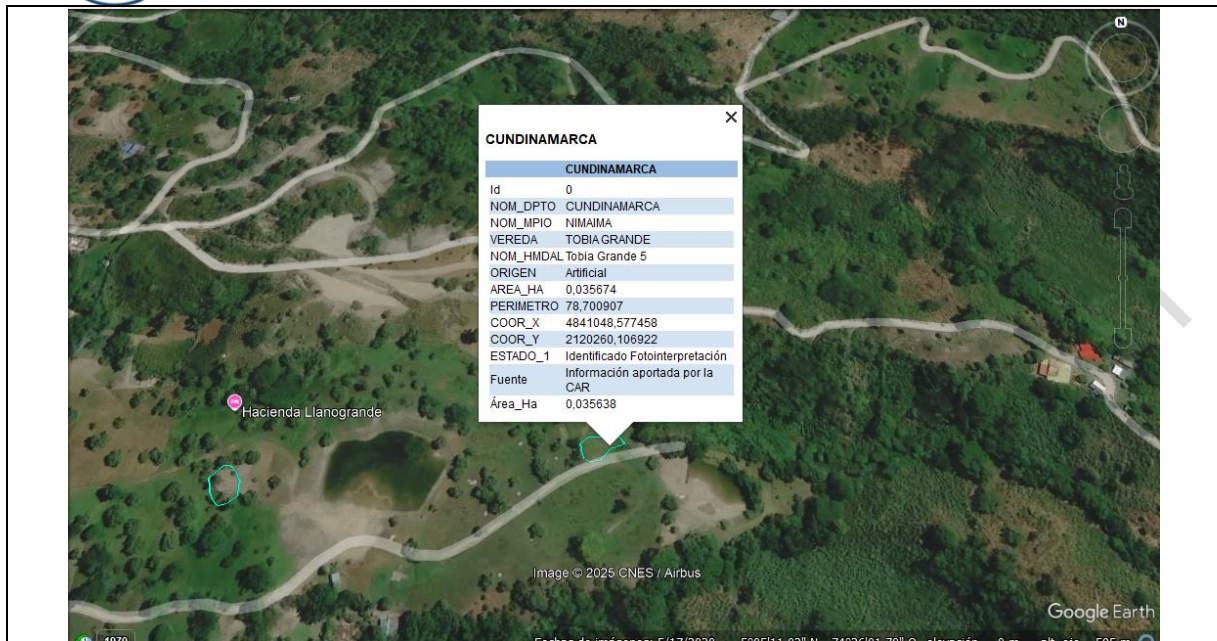 N
×
CUNDINAMARCA
CUNDINAMARCA
Id 0
NOM_DPTO CUNDINAMARCA
NOM_MPIO NIMAIMA
VEREDA TOBIA GRANDE
NOM_HMDAL Tobia Grande 5
ORIGEN Artificial
AREA_HA 0,035674
PERIMETRO 78,700907
COOR_X 4841048,577458
COOR_Y 2120260,106922
ESTADO_1 Identificado Fotointerpretación
Fuente Información aportada por la
CAR
Área_Ha 0,035638
Hacienda Llanogrande
Image © 2025 CNES / Airbus
Google Earth
1970